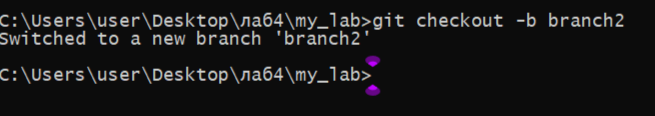 C:\Users\user\Desktop\лаб4\my_lab>git checkout -b branch2
Switched to a new branch 'branch2'
C:\Users\user\Desktop\лаб4\my_lab>